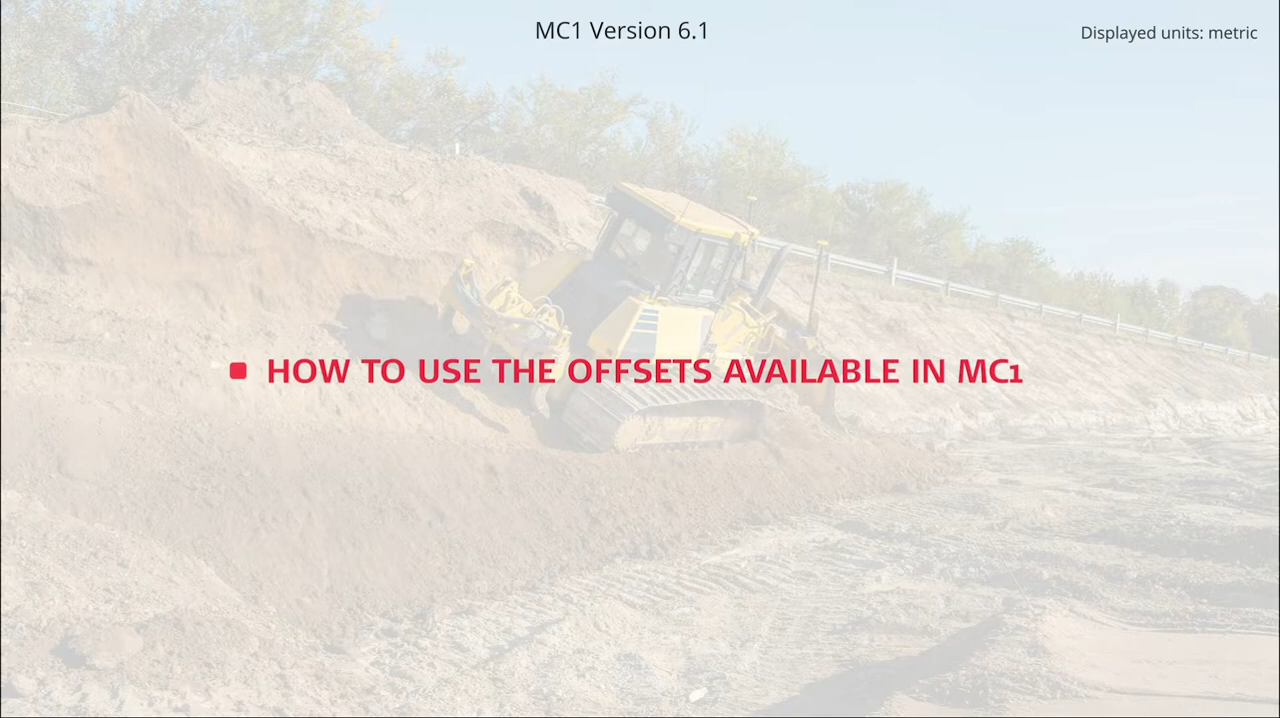 MC1 Version 6.1
Displayed units: metric
HOW TO USE THE OFFSETS AVAILABLE IN MC1